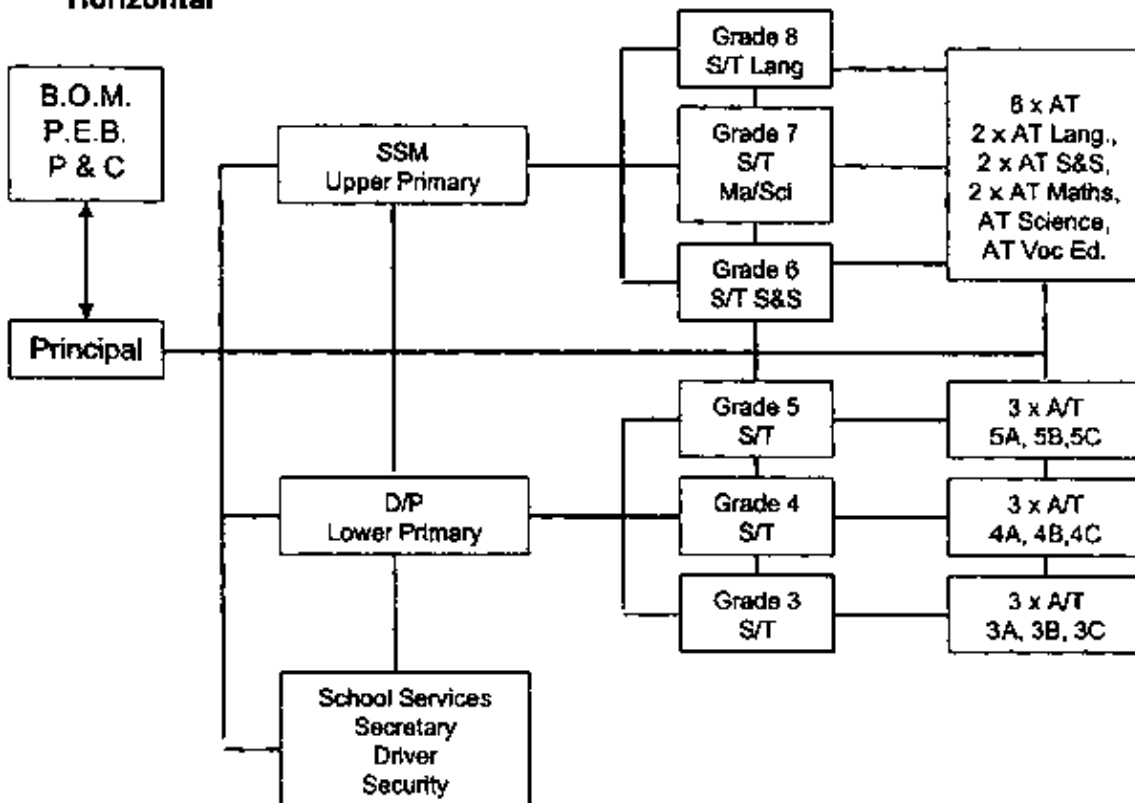 Horizontal
B.O.M.
P.E.B.
P & C
Principal
SSM
Upper Primary
D/P
Lower Primary
School Services
Secretary
Driver
Security
Grade 8
S/T Lang
Grade 7
S/T
Ma/Sci
Grade 6
S/T S&S
Grade 5
S/T
Grade 4
S/T
Grade 3
S/T
8 x AT
2 x AT Lang.,
2 x AT S&S,
2 x AT Maths,
AT Science,
AT Voc Ed.
3 x A/T
5A, 5B,5C
3 x A/T
4A, 4B,4C
3 x A/T
3A, 3B, 3C